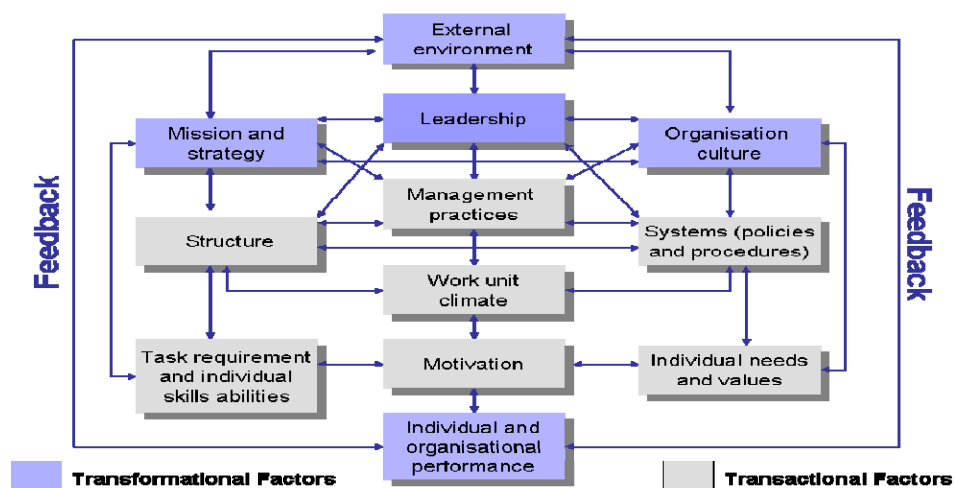 External
environment
Leadership
Mission and
strategy
Organisation
culture
Management
practices
Structure
Systems (policies
and procedures)
Work unit
climate
Task requirement
and individual
skills abilities
Motivation
Individual needs
and values
Individual and
organisational
performance
Feedback
Feedback
Transformational Factors
Transactional Factors